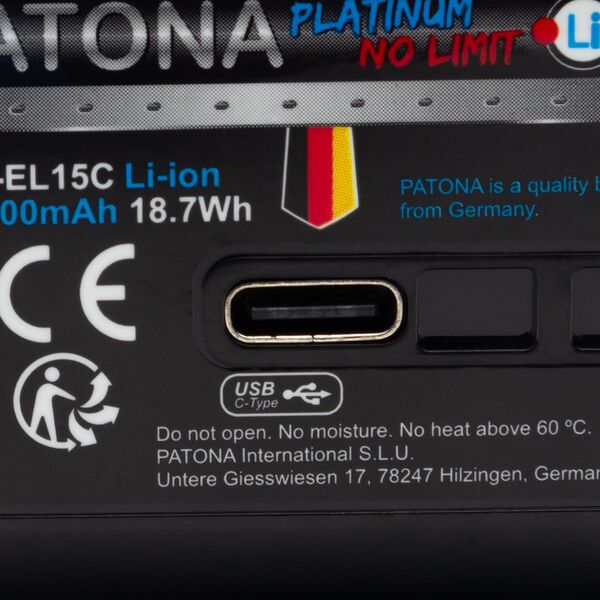 PATONA PLATINUM
NO LIMIT Li
-EL15C Li-ion
00mAh 18.7Wh
PATONA is a quality b
from Germany.
CE
USB
C-Type
Do not open. No moisture. No heat above 60 ºC.
PATONA International S.L.U.
Untere Giesswiesen 17, 78247 Hilzingen, German